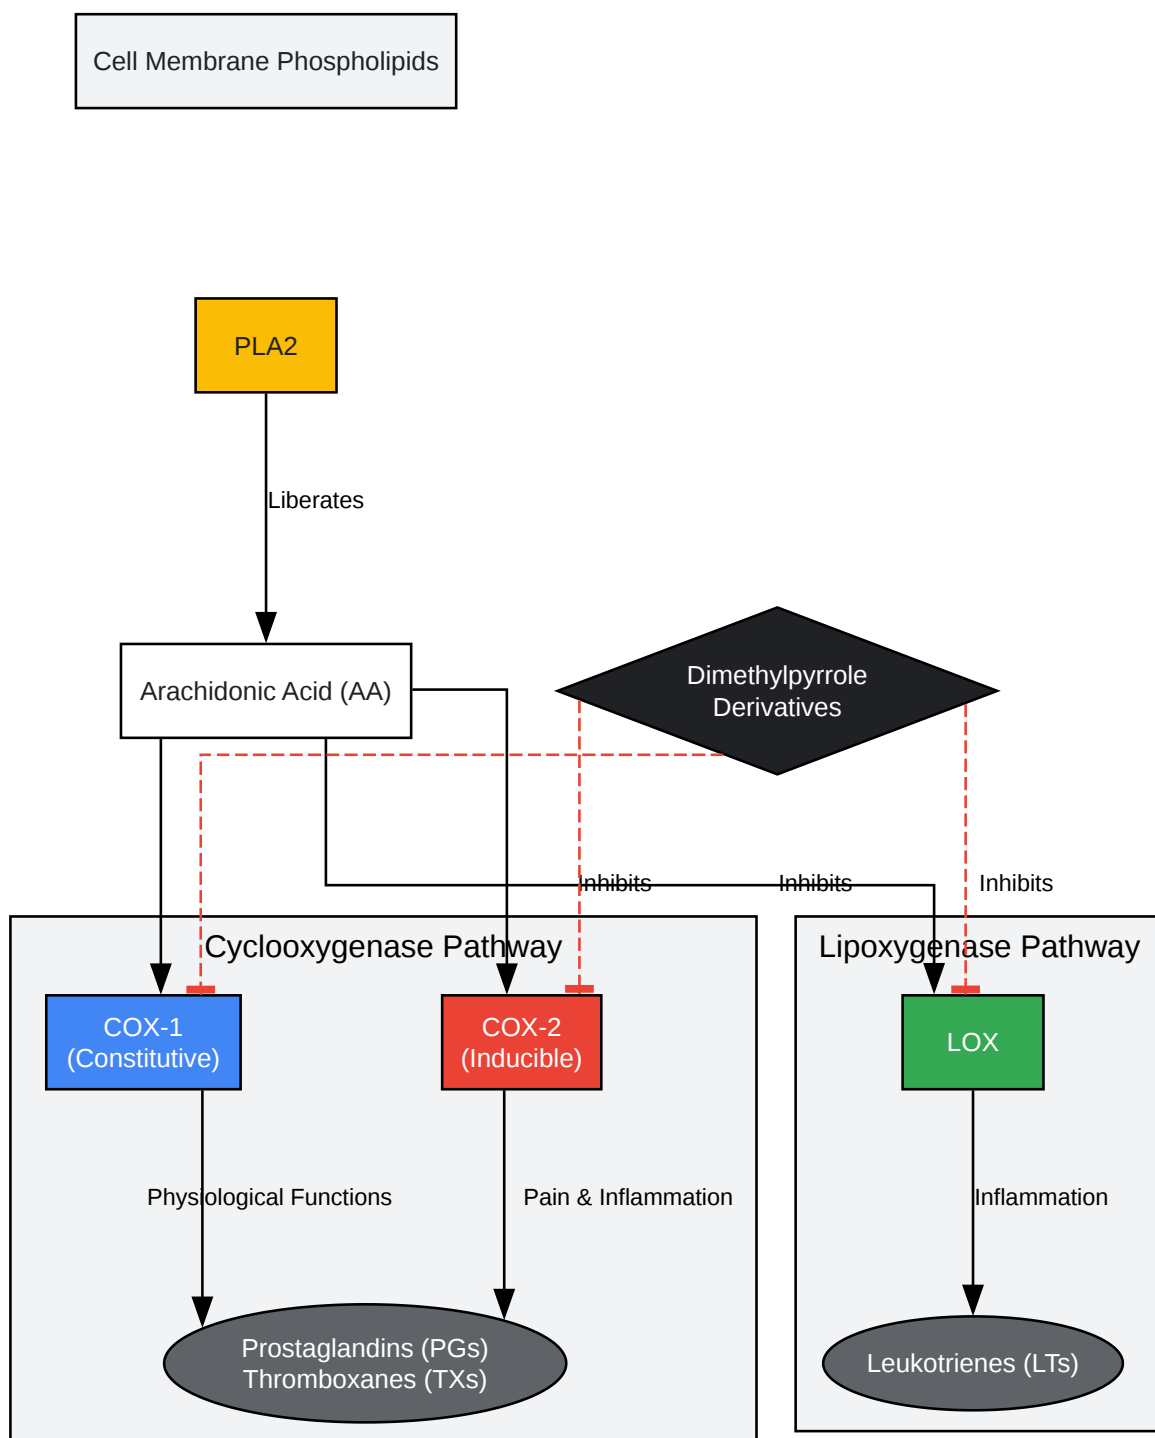 Cell Membrane Phospholipids
PLA2
Liberates
Arachidonic Acid (AA)
Dimethylpyrrole
Derivatives
Inhibits
Inhibits
Inhibits
Cyclooxygenase Pathway
Lipoxygenase Pathway
COX-1
(Constitutive)
COX-2
(Inducible)
LOX
Physiological Functions
Pain & Inflammation
Inflammation
Prostaglandins (PGs)
Thromboxanes (TXs)
Leukotrienes (LTs)